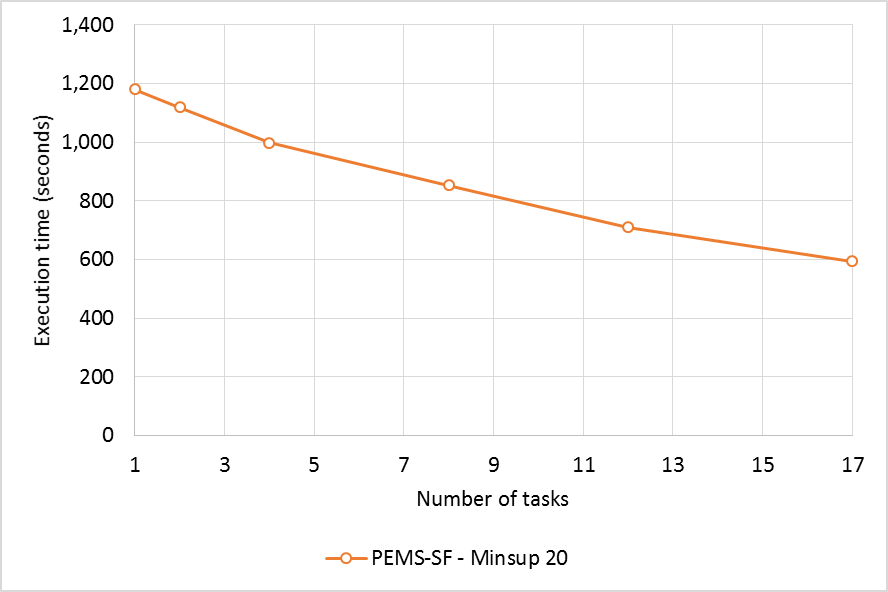 1,400
1,200
1,000
800
600
400
200
0
Execution time (seconds)
1 3 5 7 9 11 13 15 17
Number of tasks
PEMS-SF - Minsup 20